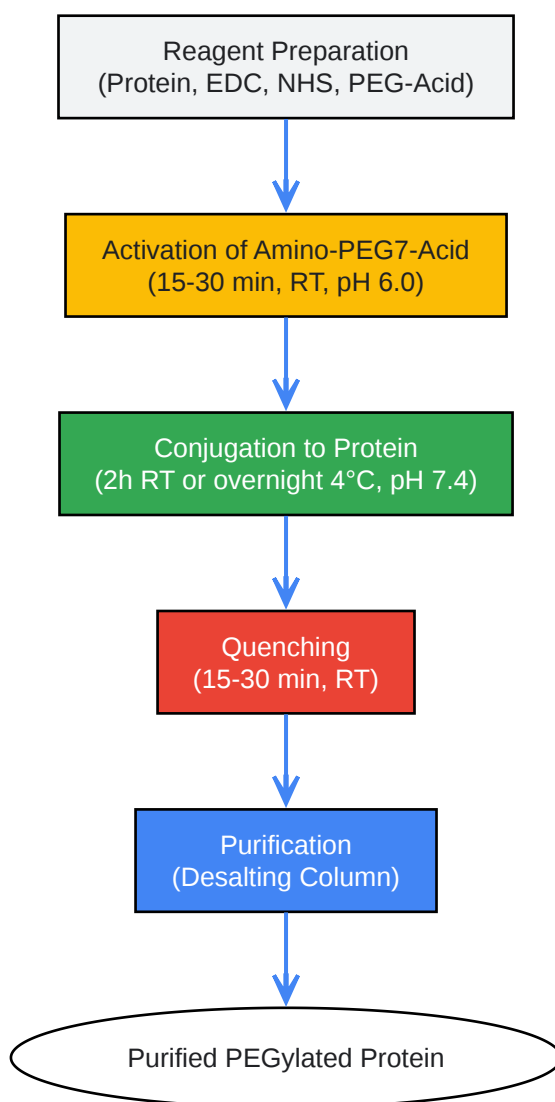 Reagent Preparation
(Protein, EDC, NHS, PEG-Acid)
Activation of Amino-PEG7-Acid
(15-30 min, RT, pH 6.0)
Conjugation to Protein
(2h RT or overnight 4°C, pH 7.4)
Quenching
(15-30 min, RT)
Purification
(Desalting Column)
Purified PEGylated Protein